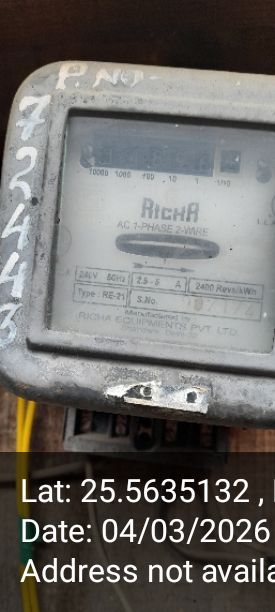 P.NO-
72443
10000 1000 100 10 1 1/10
RICHA
AC 1-PHASE 2-WIRE
240V 50Hz 2.5-5 A 2400 Revs/kWh
Type : RE-21 S.No.
Manufactured by
RICHA EQUIPMENTS PVT. LTD.
Lat: 25.5635132 ,
Date: 04/03/2026
Address not availa